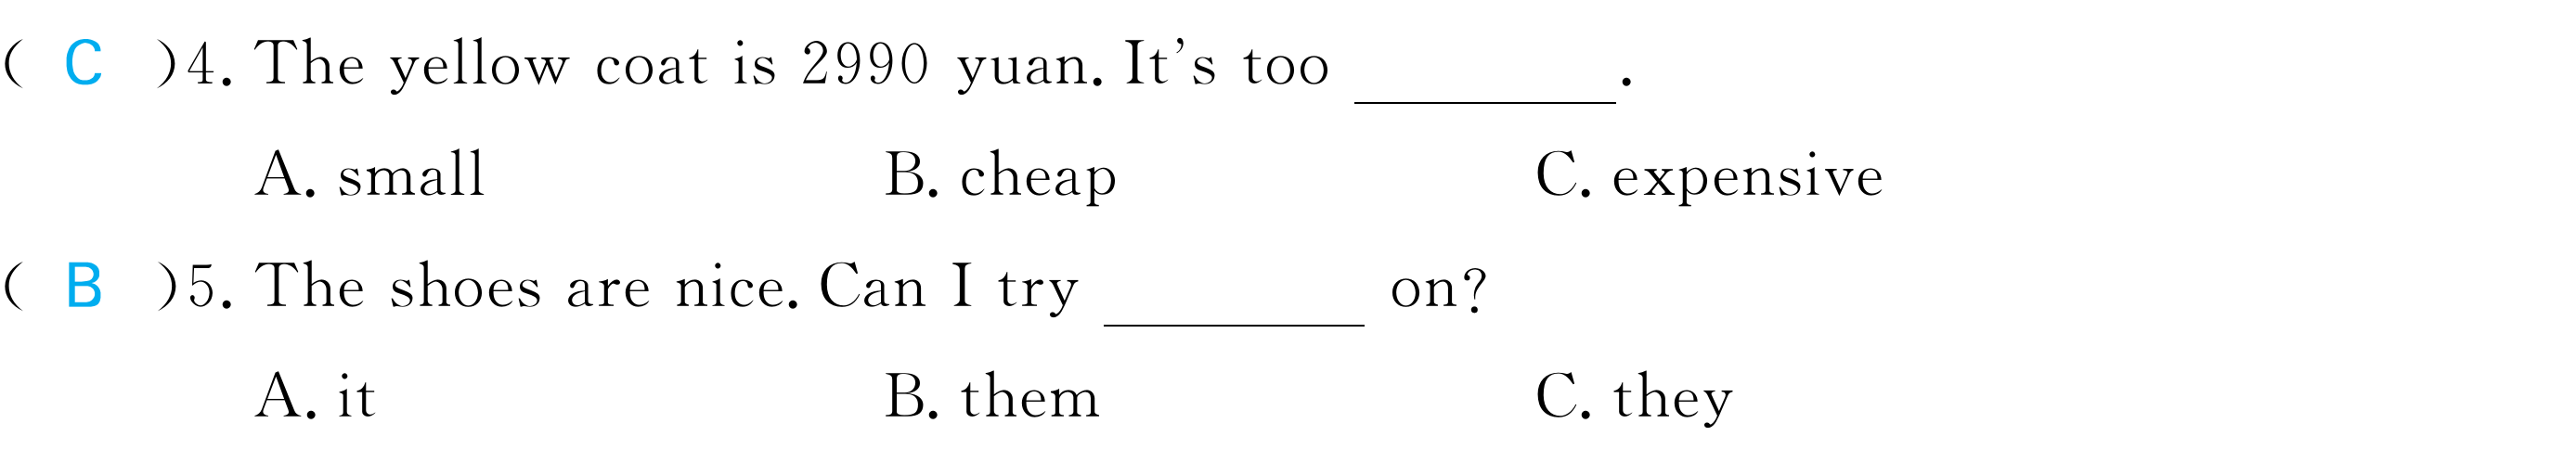 ( C )4. The yellow coat is 2990 yuan. It's too ________.
A. small B. cheap C. expensive
( B )5. The shoes are nice. Can I try ________ on?
A. it B. them C. they